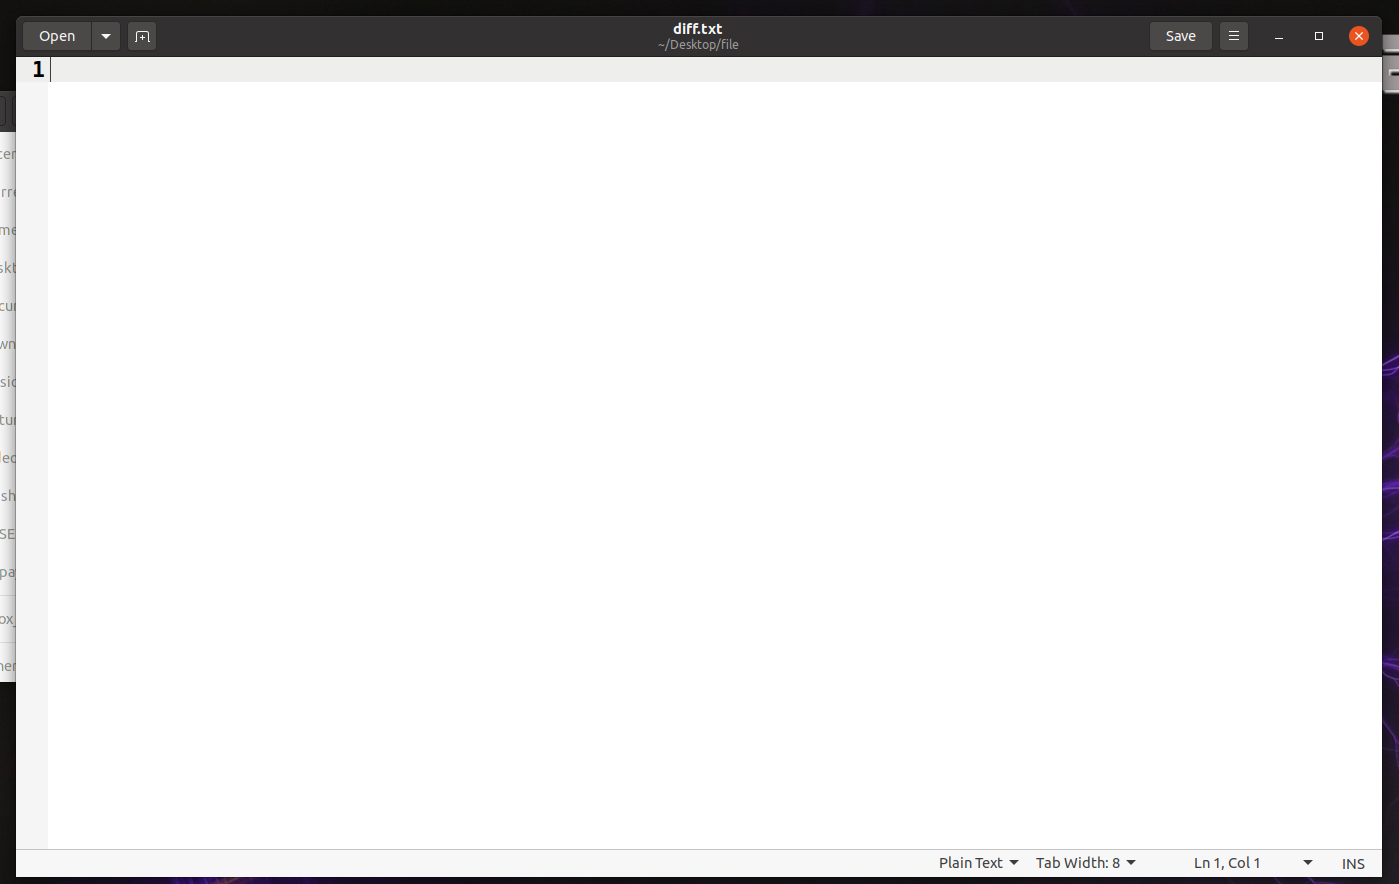 Open
diff.txt
~/Desktop/file
Save
1
Plain Text
Tab Width: 8
Ln 1, Col 1
INS